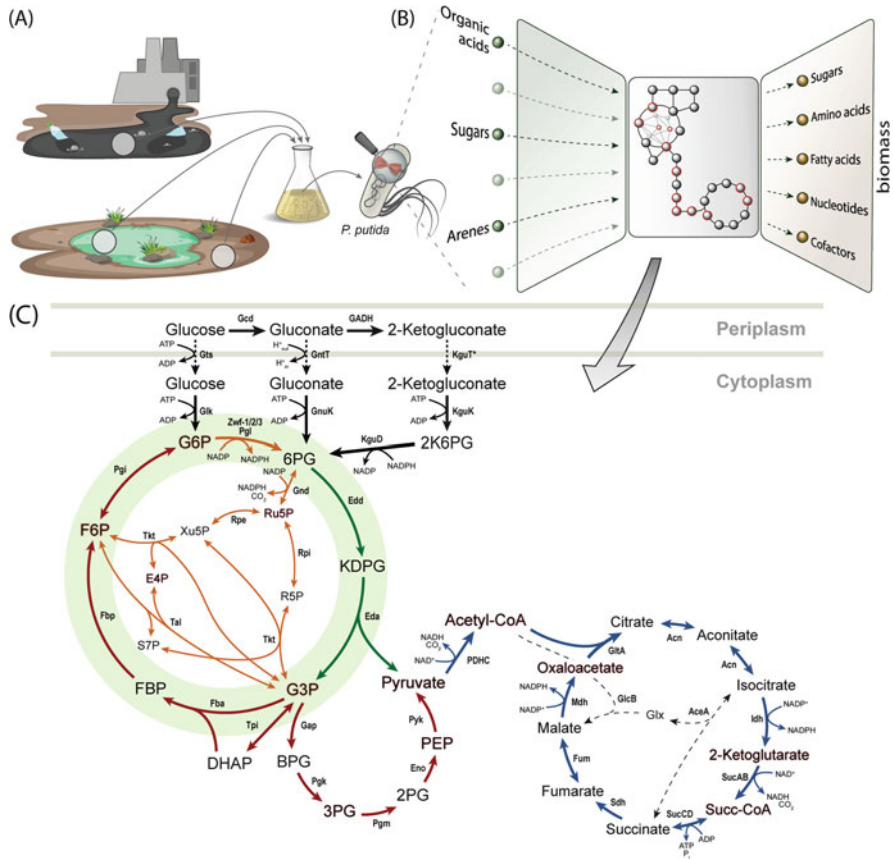 (A)
P. putida
(B)
Organic
acids
Sugars
Arenes
Sugars
Amino acids
Fatty acids
Nucleotides
Cofactors
biomass
(C)
Periplasm
Cytoplasm
Glucose
Gcd
Gluconate
GADH
2-Ketogluconate
ATP
ADP
Gts
H⁺out
H⁺in
GntT
KguT*
Glucose
Gluconate
2-Ketogluconate
ATP
ADP
Glk
ATP
ADP
GnuK
ATP
ADP
KguK
G6P
Zwf-1/2/3
Pgl
NADP
NADPH
6PG
KguD
NADP
NADPH
2K6PG
Pgi
NADP
NADPH
CO₂
Gnd
Edd
F6P
Tkt
Xu5P
Rpe
Ru5P
E4P
Rpi
KDPG
R5P
Fbp
Tal
S7P
Tkt
Eda
FBP
Fba
G3P
Pyruvate
Tpi
Gap
DHAP
BPG
Pgk
3PG
Pgm
2PG
Eno
PEP
Pyk
NADH
CO₂
NAD⁺
PDHC
Acetyl-CoA
GltA
Citrate
Acn
Aconitate
Acn
Isocitrate
Oxaloacetate
NADPH
NADP⁺
Mdh
GlcB
Glx
AceA
Idh
NADP⁺
NADPH
Malate
2-Ketoglutarate
Fum
SucAB
NAD⁺
NADH
CO₂
Fumarate
Sdh
Succ-CoA
Succinate
SucCD
ATP
Pᵢ
ADP